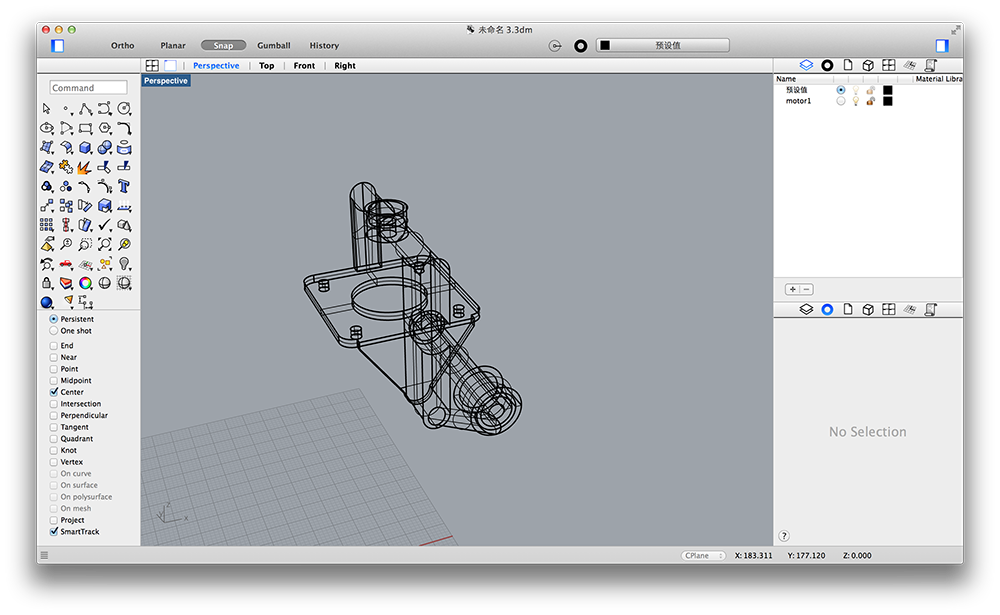 未命名 3.3dm
Ortho Planar Snap Gumball History 预设值
Perspective Top Front Right
Perspective
Command
Name Material Libra
预设值
motor1
Persistent
One shot
End
Near
Point
Midpoint
Center
Intersection
Perpendicular
Tangent
Quadrant
Knot
Vertex
On curve
On surface
On polysurface
On mesh
Project
SmartTrack
z
y
x
No Selection
?
CPlane X: 183.311 Y: 177.120 Z: 0.000